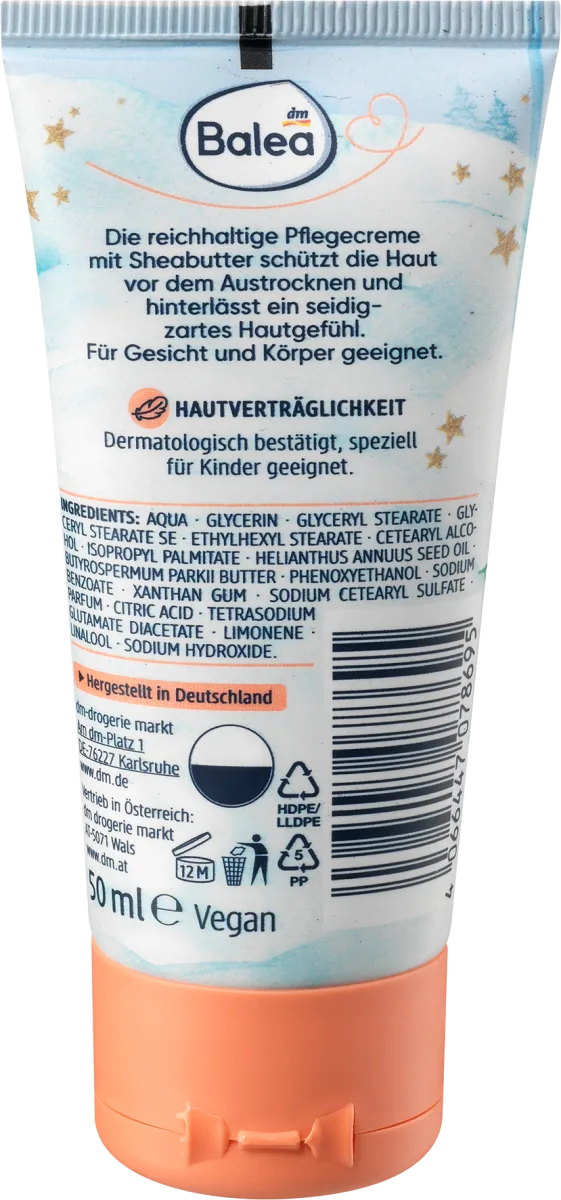 dm
Balea
Die reichhaltige Pflegecreme
mit Sheabutter schützt die Haut
vor dem Austrocknen und
hinterlässt ein seidig-
zartes Hautgefühl.
Für Gesicht und Körper geeignet.
HAUTVERTRÄGLICHKEIT
Dermatologisch bestätigt, speziell
für Kinder geeignet.
INGREDIENTS: AQUA · GLYCERIN · GLYCERYL STEARATE · GLY-
CERYL STEARATE SE · ETHYLHEXYL STEARATE · CETEARYL ALCO-
HOL · ISOPROPYL PALMITATE · HELIANTHUS ANNUUS SEED OIL ·
BUTYROSPERMUM PARKII BUTTER · PHENOXYETHANOL · SODIUM
BENZOATE · XANTHAN GUM · SODIUM CETEARYL SULFATE ·
PARFUM · CITRIC ACID · TETRASODIUM
GLUTAMATE DIACETATE · LIMONENE ·
LINALOOL · SODIUM HYDROXIDE.
Hergestellt in Deutschland
dm-drogerie markt
Am dm-Platz 1
DE-76227 Karlsruhe
www.dm.de
vertrieb in Österreich:
dm drogerie markt
AT-5071 Wals
www.dm.at
HDPE/
LLDPE
12 M
5
PP
50 ml e Vegan
4 066447 078695